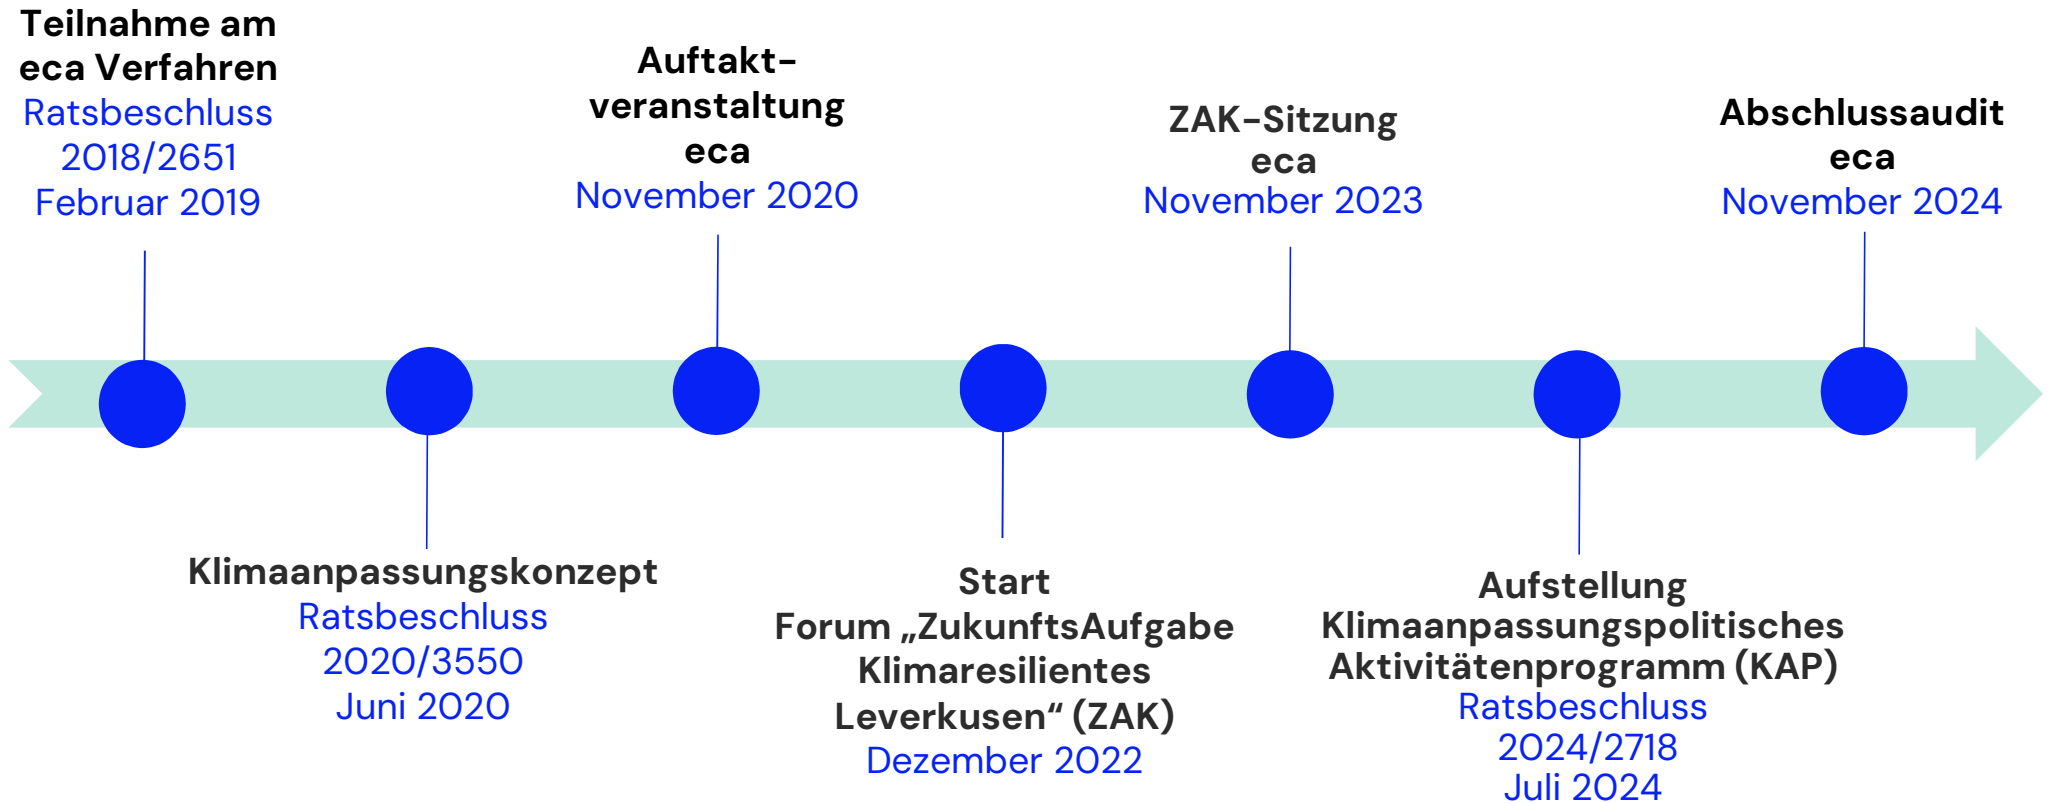 Teilnahme am
eca Verfahren
Ratsbeschluss
2018/2651
Februar 2019
Klimaanpassungskonzept
Ratsbeschluss
2020/3550
Juni 2020
Auftakt-
veranstaltung
eca
November 2020
Start
Forum „ZukunftsAufgabe
Klimaresilientes
Leverkusen“ (ZAK)
Dezember 2022
ZAK-Sitzung
eca
November 2023
Aufstellung
Klimaanpassungspolitisches
Aktivitätenprogramm (KAP)
Ratsbeschluss
2024/2718
Juli 2024
Abschlussaudit
eca
November 2024